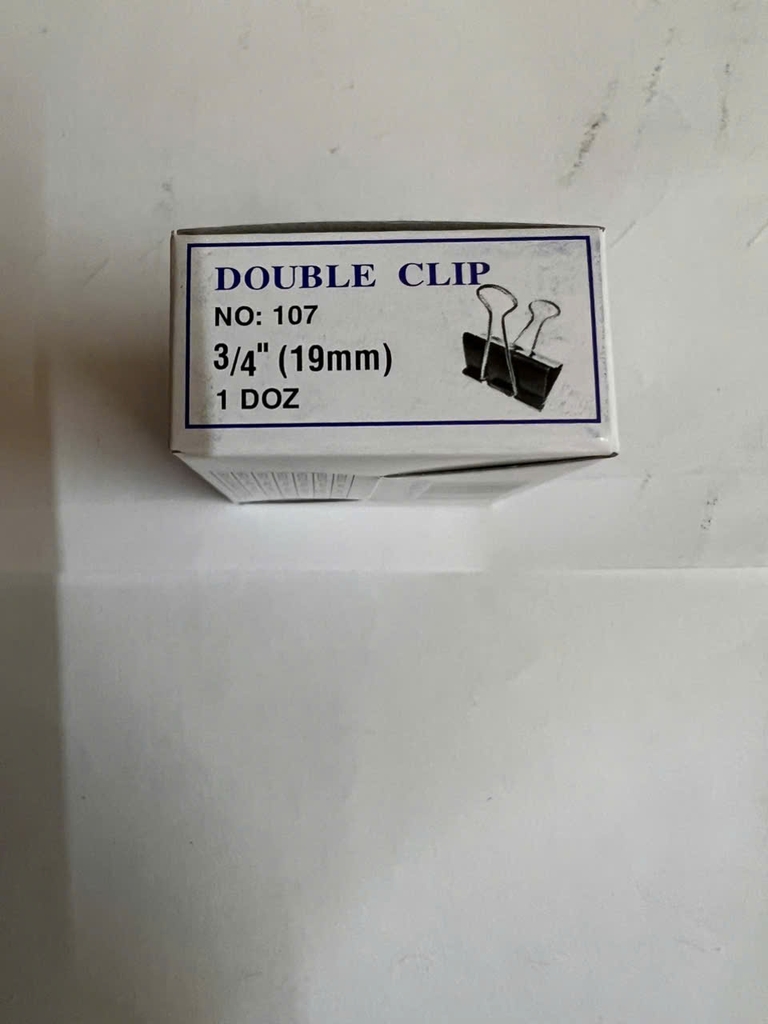 DOUBLE CLIP
NO: 107
3/4" (19mm)
1 DOZ